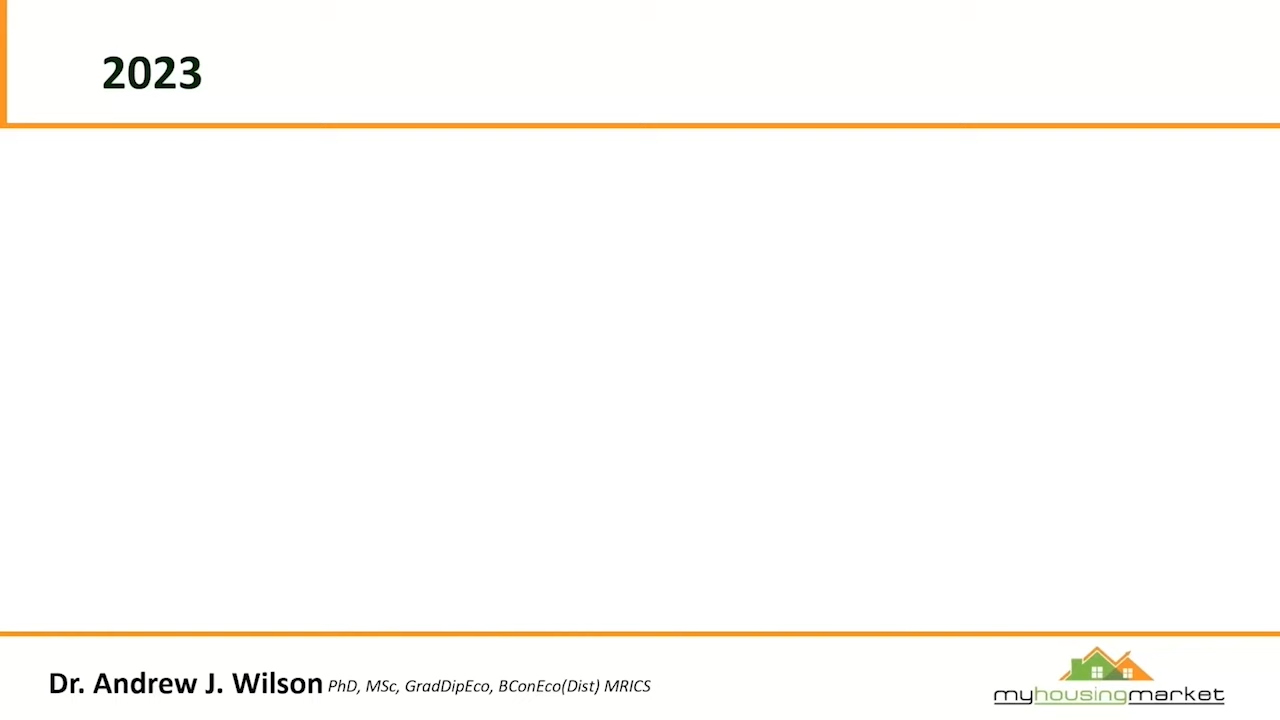 2023
Dr. Andrew J. Wilson PhD, MSc, GradDipEco, BConEco(Dist) MRICS
myhousingmarket